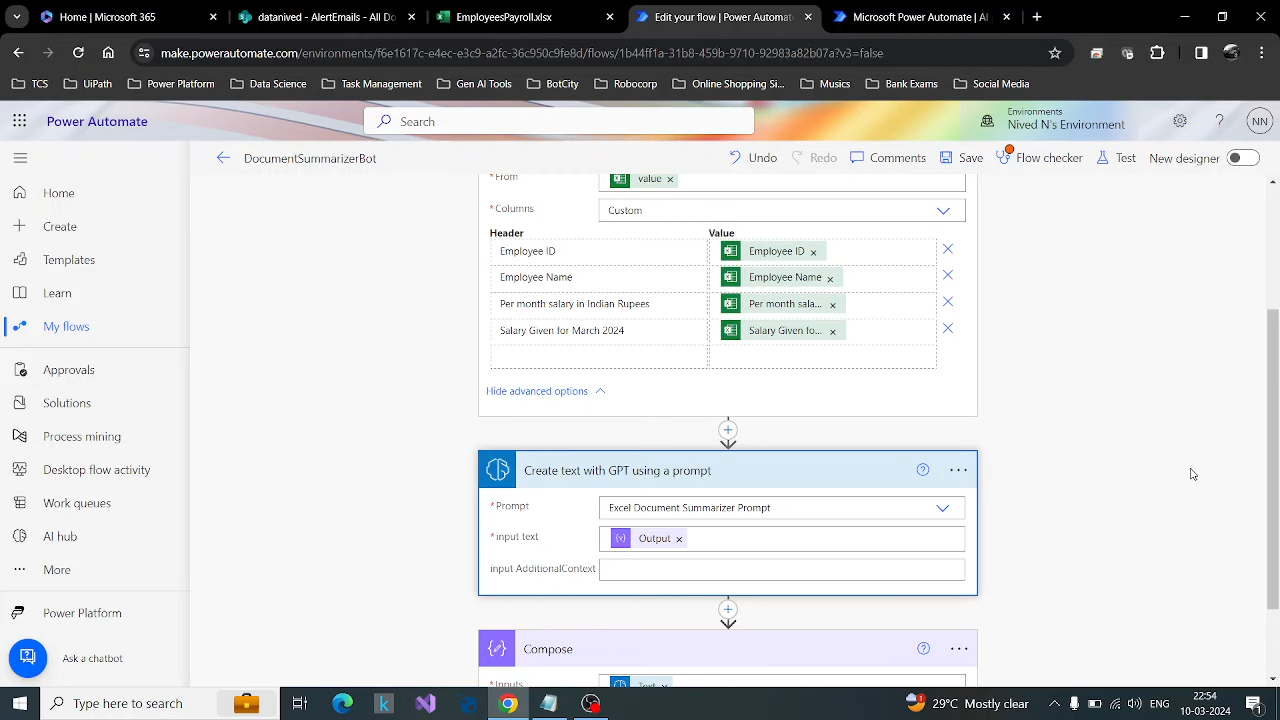 Home | Microsoft 365
datanived - AlertEmails - All Do
EmployeesPayroll.xlsx
Edit your flow | Power Automate
Microsoft Power Automate | AI
make.powerautomate.com/environments/f6e1617c-e4ec-e3c9-a2fc-36c950c9fe8d/flows/1b44ff1a-31b8-459b-9710-92983a82b07a?v3=false
TCS
UiPath
Power Platform
Data Science
Task Management
Gen AI Tools
BotCity
Robocorp
Online Shopping Si...
Musics
Bank Exams
Social Media
Power Automate
Search
Environments
Nived N's Environment
NN
DocumentSummarizerBot
Undo
Redo
Comments
Save
Flow checker
Test
New designer
Home
Create
Templates
Learn
My flows
Approvals
Solutions
Process mining
Desktop flow activity
Work queues
AI hub
More
Power Platform
Ask a chatbot
* From
value
* Columns
Custom
Header
Value
Employee ID
Employee ID
Employee Name
Employee Name
Per month salary in Indian Rupees
Per month sala...
Salary Given for March 2024
Salary Given fo...
Hide advanced options
Create text with GPT using a prompt
* Prompt
Excel Document Summarizer Prompt
* input text
Output
input AdditionalContext
Compose
* Inputs
Text
Type here to search
1
29°C Mostly clear
ENG
22:54
10-03-2024
4